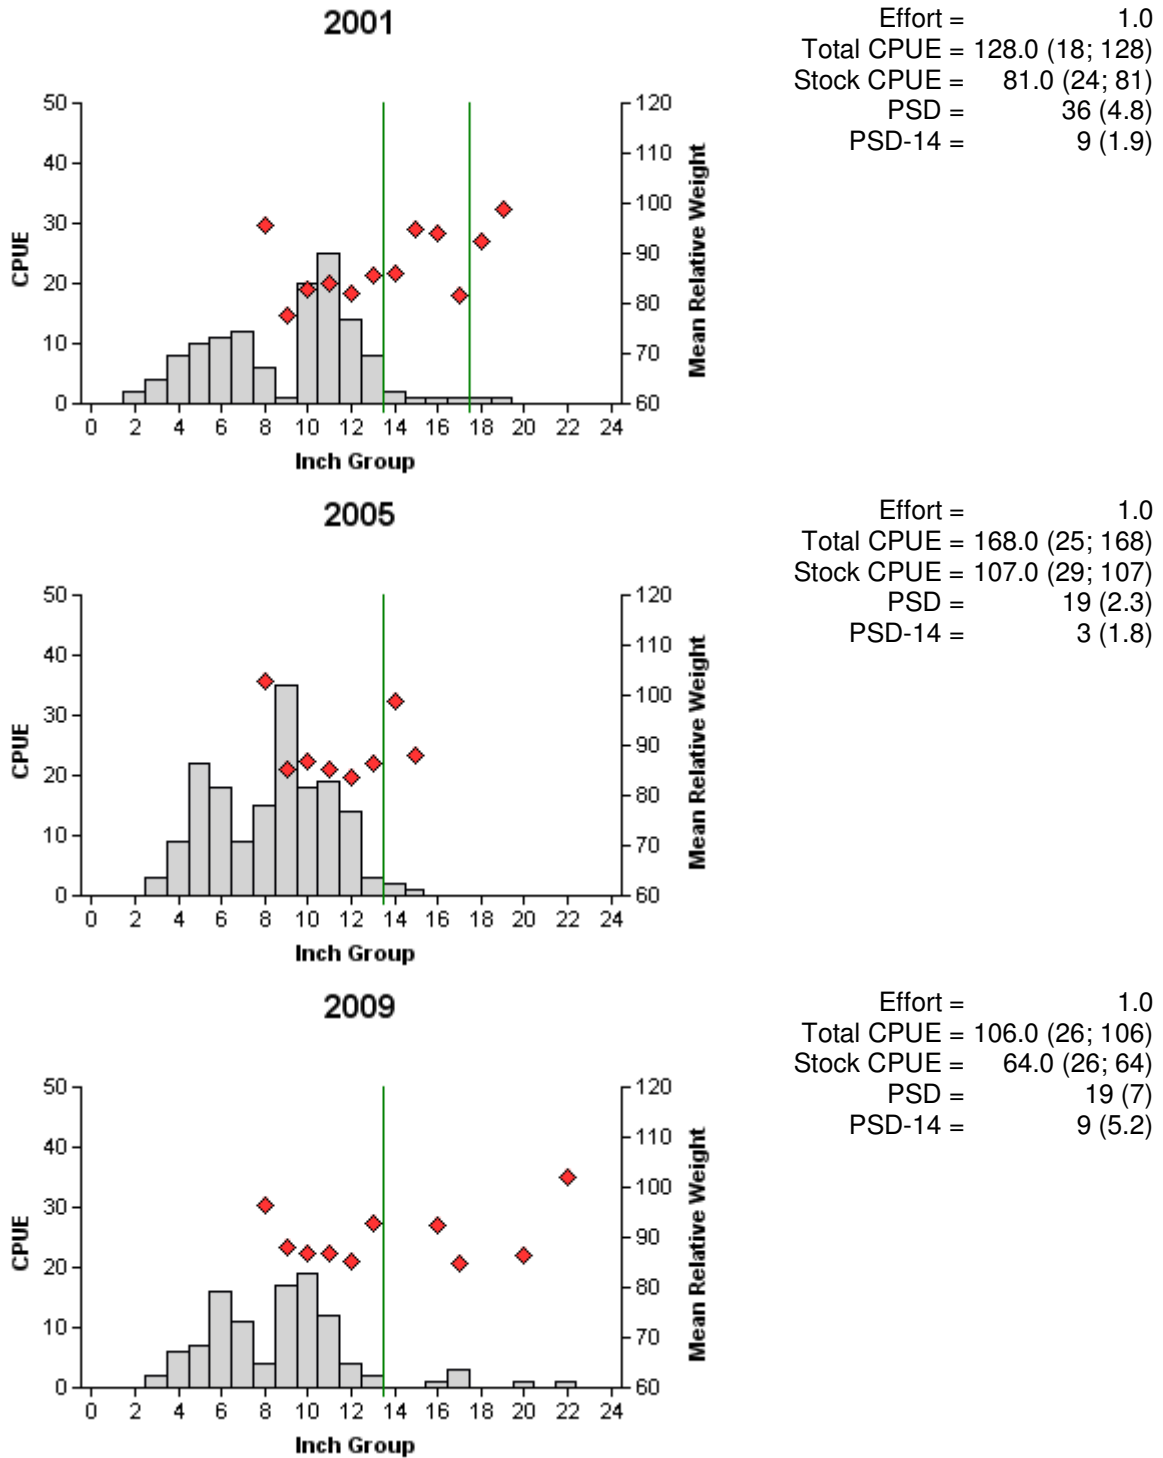 2001
Effort = 1.0
Total CPUE = 128.0 (18; 128)
Stock CPUE = 81.0 (24; 81)
PSD = 36 (4.8)
PSD-14 = 9 (1.9)
50
40
30
20
10
0
CPUE
120
110
100
90
80
70
60
Mean Relative Weight
0 2 4 6 8 10 12 14 16 18 20 22 24
Inch Group
2005
Effort = 1.0
Total CPUE = 168.0 (25; 168)
Stock CPUE = 107.0 (29; 107)
PSD = 19 (2.3)
PSD-14 = 3 (1.8)
50
40
30
20
10
0
CPUE
120
110
100
90
80
70
60
Mean Relative Weight
0 2 4 6 8 10 12 14 16 18 20 22 24
Inch Group
2009
Effort = 1.0
Total CPUE = 106.0 (26; 106)
Stock CPUE = 64.0 (26; 64)
PSD = 19 (7)
PSD-14 = 9 (5.2)
50
40
30
20
10
0
CPUE
120
110
100
90
80
70
60
Mean Relative Weight
0 2 4 6 8 10 12 14 16 18 20 22 24
Inch Group